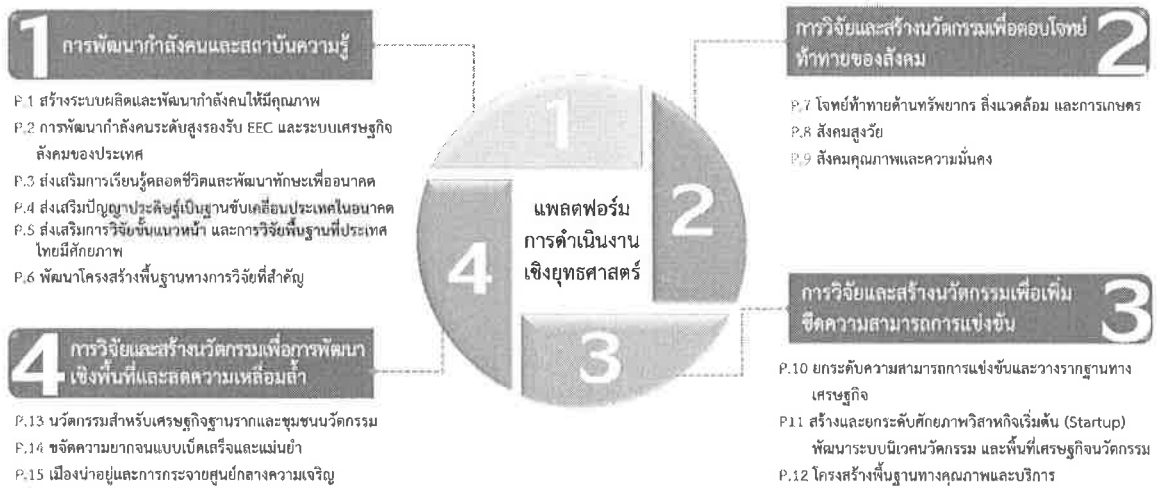 1 การพัฒนากำลังคนและสถาบันความรู้
P.1 สร้างระบบผลิตและพัฒนากำลังคนให้มีคุณภาพ
P.2 การพัฒนากำลังคนระดับสูงรองรับ EEC และระบบเศรษฐกิจ
สังคมของประเทศ
P.3 ส่งเสริมการเรียนรู้ตลอดชีวิตและพัฒนาทักษะเพื่ออนาคต
P.4 ส่งเสริมปัญญาประดิษฐ์เป็นฐานขับเคลื่อนประเทศในอนาคต
P.5 ส่งเสริมการวิจัยขั้นแนวหน้า และการวิจัยพื้นฐานที่ประเทศ
ไทยมีศักยภาพ
P.6 พัฒนาโครงสร้างพื้นฐานทางการวิจัยที่สำคัญ
การวิจัยและสร้างนวัตกรรมเพื่อตอบโจทย์
ท้าทายของสังคม
2
P.7 โจทย์ท้าทายด้านทรัพยากร สิ่งแวดล้อม และการเกษตร
P.8 สังคมสูงวัย
P.9 สังคมคุณภาพและความมั่นคง
1
2
3
4
แพลตฟอร์ม
การดำเนินงาน
เชิงยุทธศาสตร์
การวิจัยและสร้างนวัตกรรมเพื่อเพิ่ม
ขีดความสามารถการแข่งขัน
3
P.10 ยกระดับความสามารถการแข่งขันและวางรากฐานทาง
เศรษฐกิจ
P11 สร้างและยกระดับศักยภาพวิสาหกิจเริ่มต้น (Startup)
พัฒนาระบบนิเวศนวัตกรรม และพื้นที่เศรษฐกิจนวัตกรรม
P.12 โครงสร้างพื้นฐานทางคุณภาพและบริการ
4
การวิจัยและสร้างนวัตกรรมเพื่อการพัฒนา
เชิงพื้นที่และลดความเหลื่อมล้ำ
P.13 นวัตกรรมสำหรับเศรษฐกิจฐานรากและชุมชนนวัตกรรม
P.14 ขจัดความยากจนแบบเบ็ดเสร็จและแม่นยำ
P.15 เมืองน่าอยู่และการกระจายศูนย์กลางความเจริญ